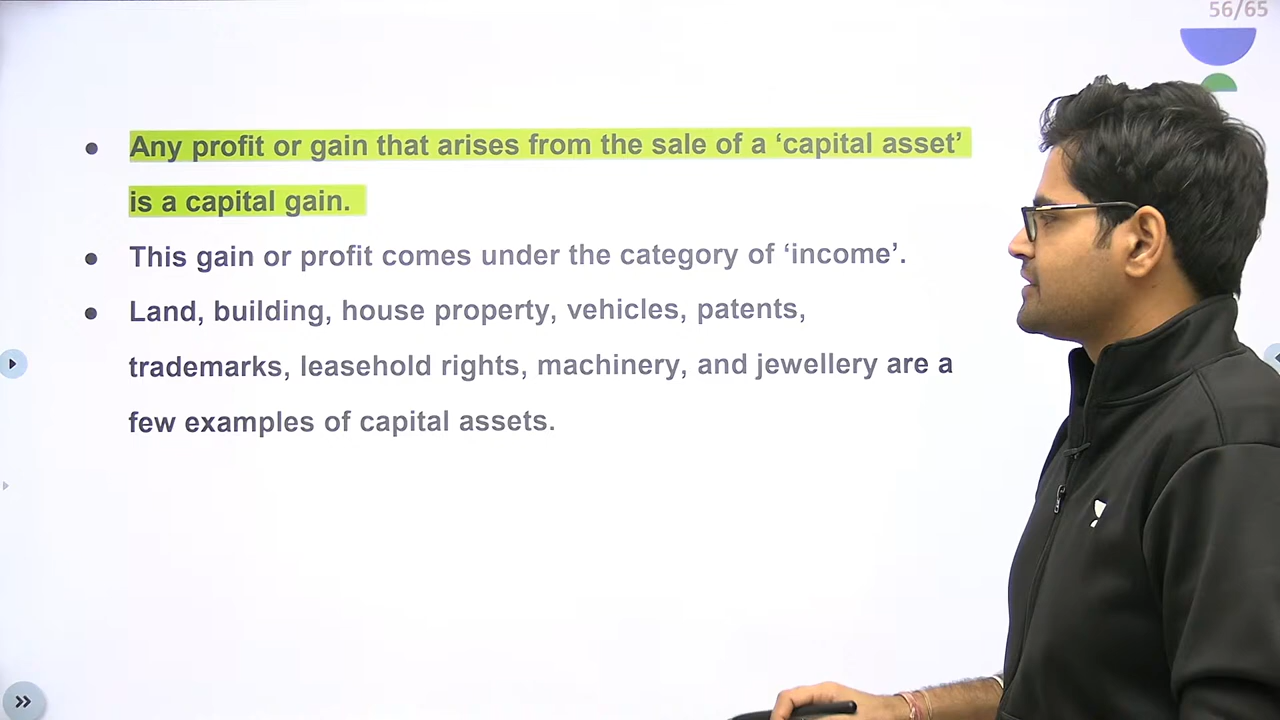 56/65
Any profit or gain that arises from the sale of a ‘capital asset’
is a capital gain.
This gain or profit comes under the category of ‘income’.
Land, building, house property, vehicles, patents,
trademarks, leasehold rights, machinery, and jewellery are a
few examples of capital assets.